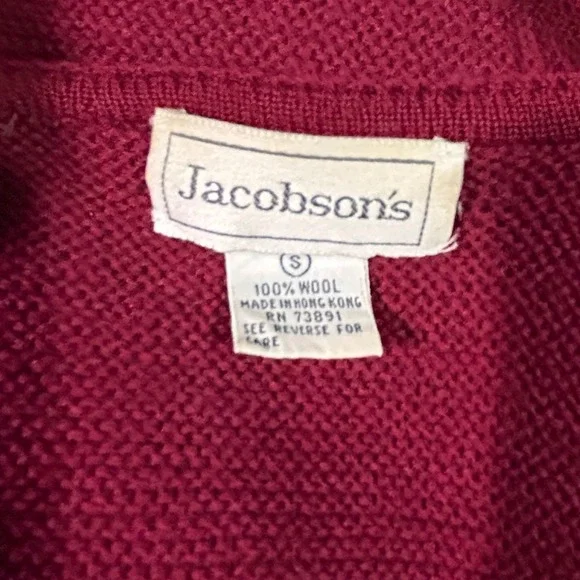 Jacobson's
S
100% WOOL
MADE IN HONG KONG
RN 73891
SEE REVERSE FOR
CARE